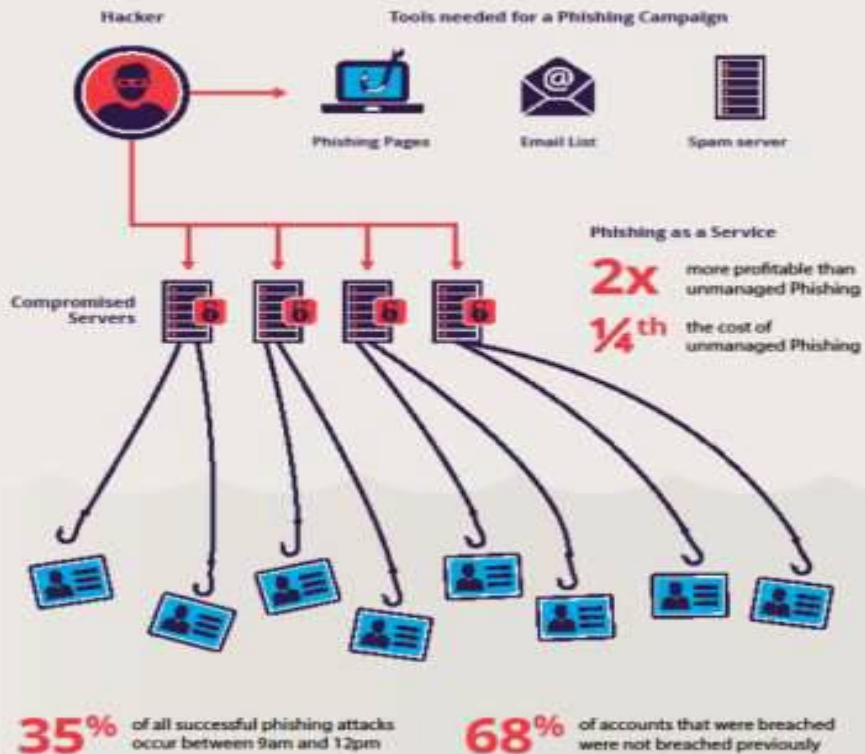 Hacker
Tools needed for a Phishing Campaign
Phishing Pages
Email List
Spam server
Compromised
Servers
Phishing as a Service
2x
more profitable than
unmanaged Phishing
¼th
the cost of
unmanaged Phishing
35%
of all successful phishing attacks
occur between 9am and 12pm
68%
of accounts that were breached
were not breached previously